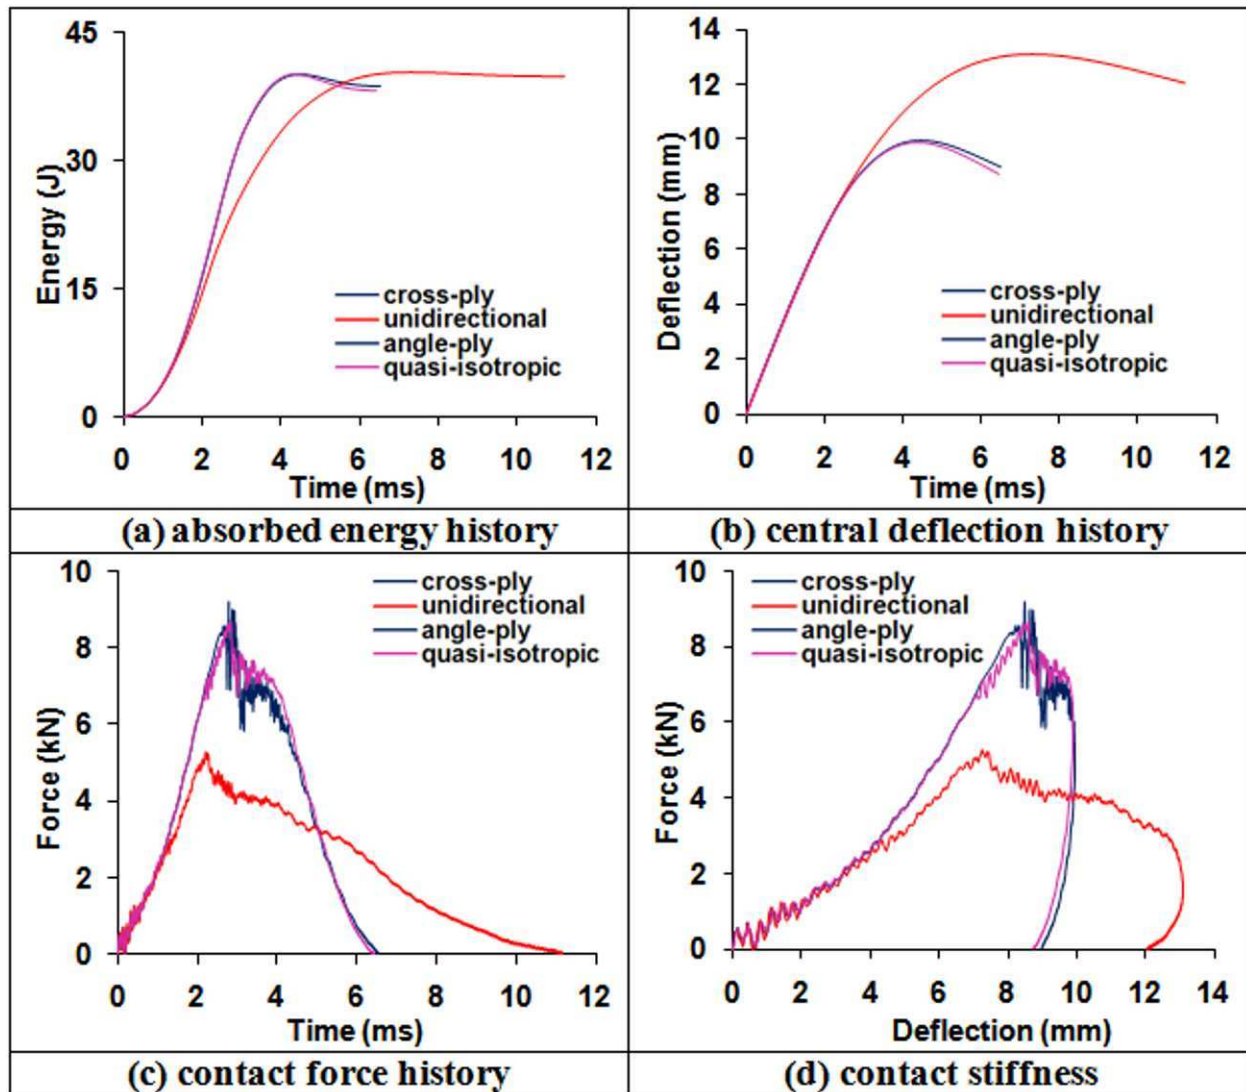 45
30
15
0
Energy (J)
cross-ply
unidirectional
angle-ply
quasi-isotropic
0 2 4 6 8 10 12
Time (ms)
(a) absorbed energy history
14
12
10
8
6
4
2
0
Deflection (mm)
cross-ply
unidirectional
angle-ply
quasi-isotropic
0 2 4 6 8 10 12
Time (ms)
(b) central deflection history
10
8
6
4
2
0
Force (kN)
cross-ply
unidirectional
angle-ply
quasi-isotropic
0 2 4 6 8 10 12
Time (ms)
(c) contact force history
10
8
6
4
2
0
Force (kN)
cross-ply
unidirectional
angle-ply
quasi-isotropic
0 2 4 6 8 10 12 14
Deflection (mm)
(d) contact stiffness